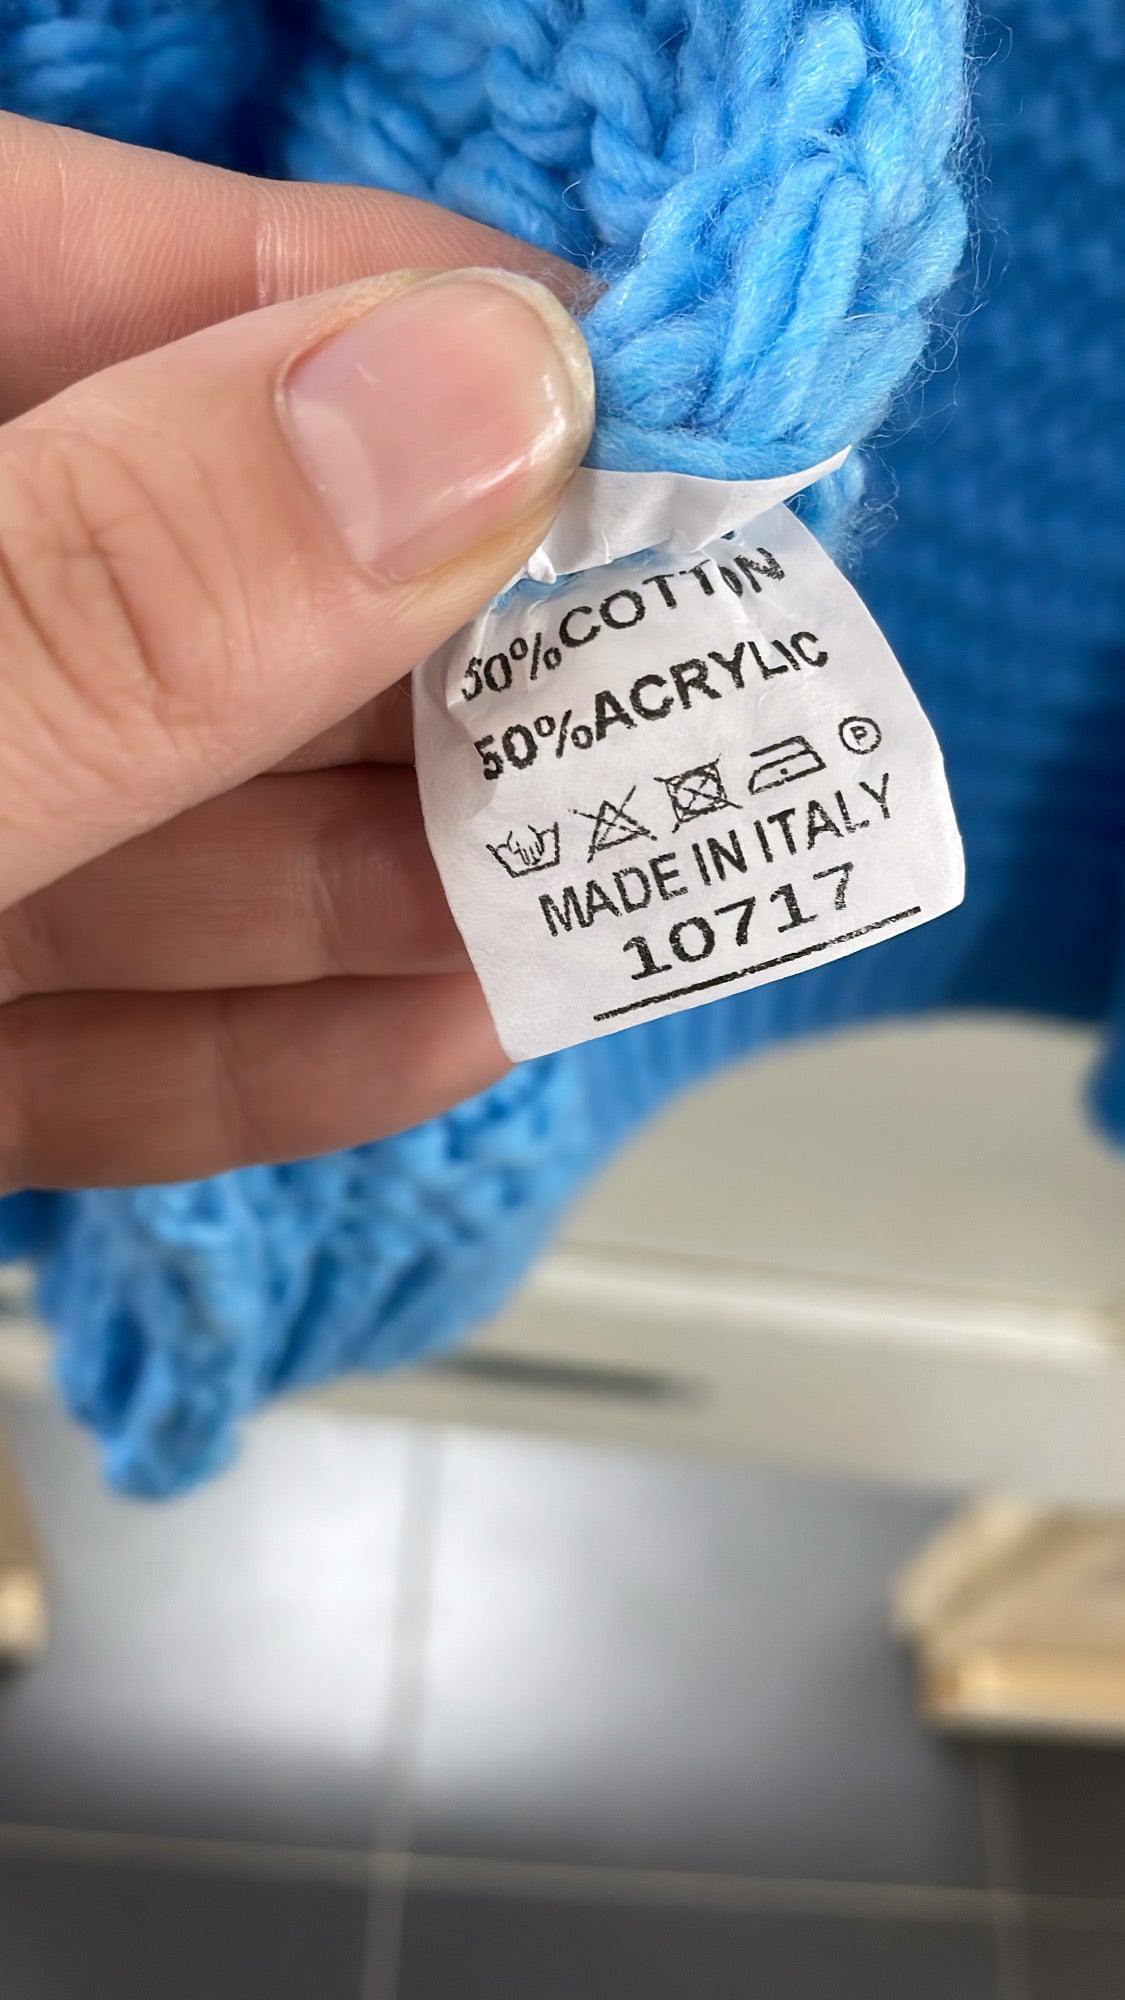 50%COTTON
50%ACRYLIC
P
MADE IN ITALY
10717